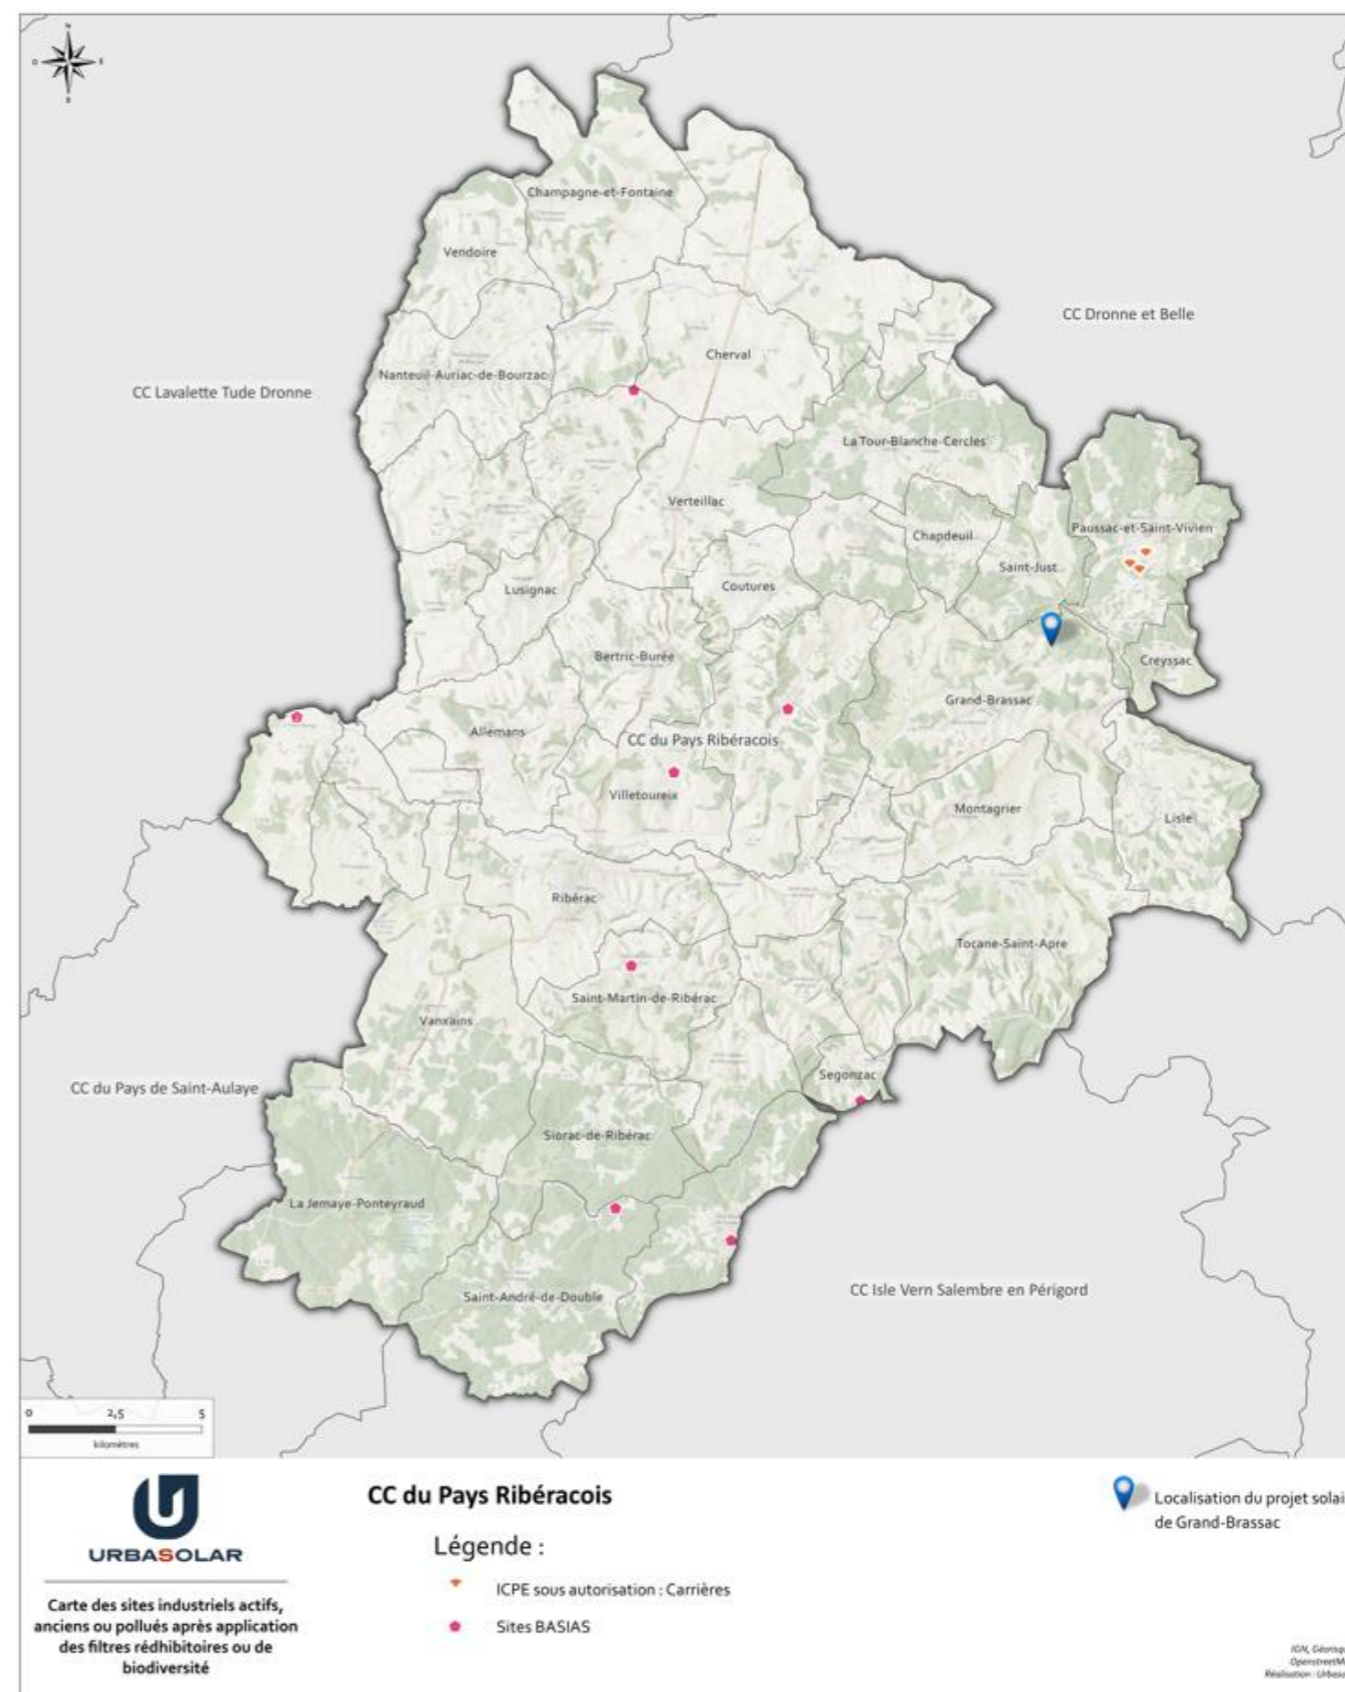 N
O
E
S
Champagne-et-Fontaine
Vendoire
CC Dronne et Belle
Cherval
Nanteuil-Auriac-de-Bourzac
CC Lavalette Tude Dronne
La Tour-Blanche-Cercles
Verteillac
Paussac-et-Saint-Vivien
Chapdeuil
Saint-Just
Lusignac
Coutures
Bertric-Burée
Creyssac
Grand-Brassac
2
Allemans
CC du Pays Ribéracois
Villetoureix
Montagrier
Lisle
Ribérac
Tocane-Saint-Apre
Saint-Martin-de-Ribérac
Vanxains
Segonzac
CC du Pays de Saint-Aulaye
Siorac-de-Ribérac
La Jemaye-Ponteyraud
CC Isle Vern Salembre en Périgord
Saint-André-de-Double
0 2,5 5
kilomètres
URBASOLAR
Carte des sites industriels actifs,
anciens ou pollués après application
des filtres rédhibitoires ou de
biodiversité
CC du Pays Ribéracois
Légende :
ICPE sous autorisation : Carrières
Sites BASIAS
Localisation du projet solai
de Grand-Brassac
IGN, Géorisq
OpenstreetM
Réalisation : Urbaso